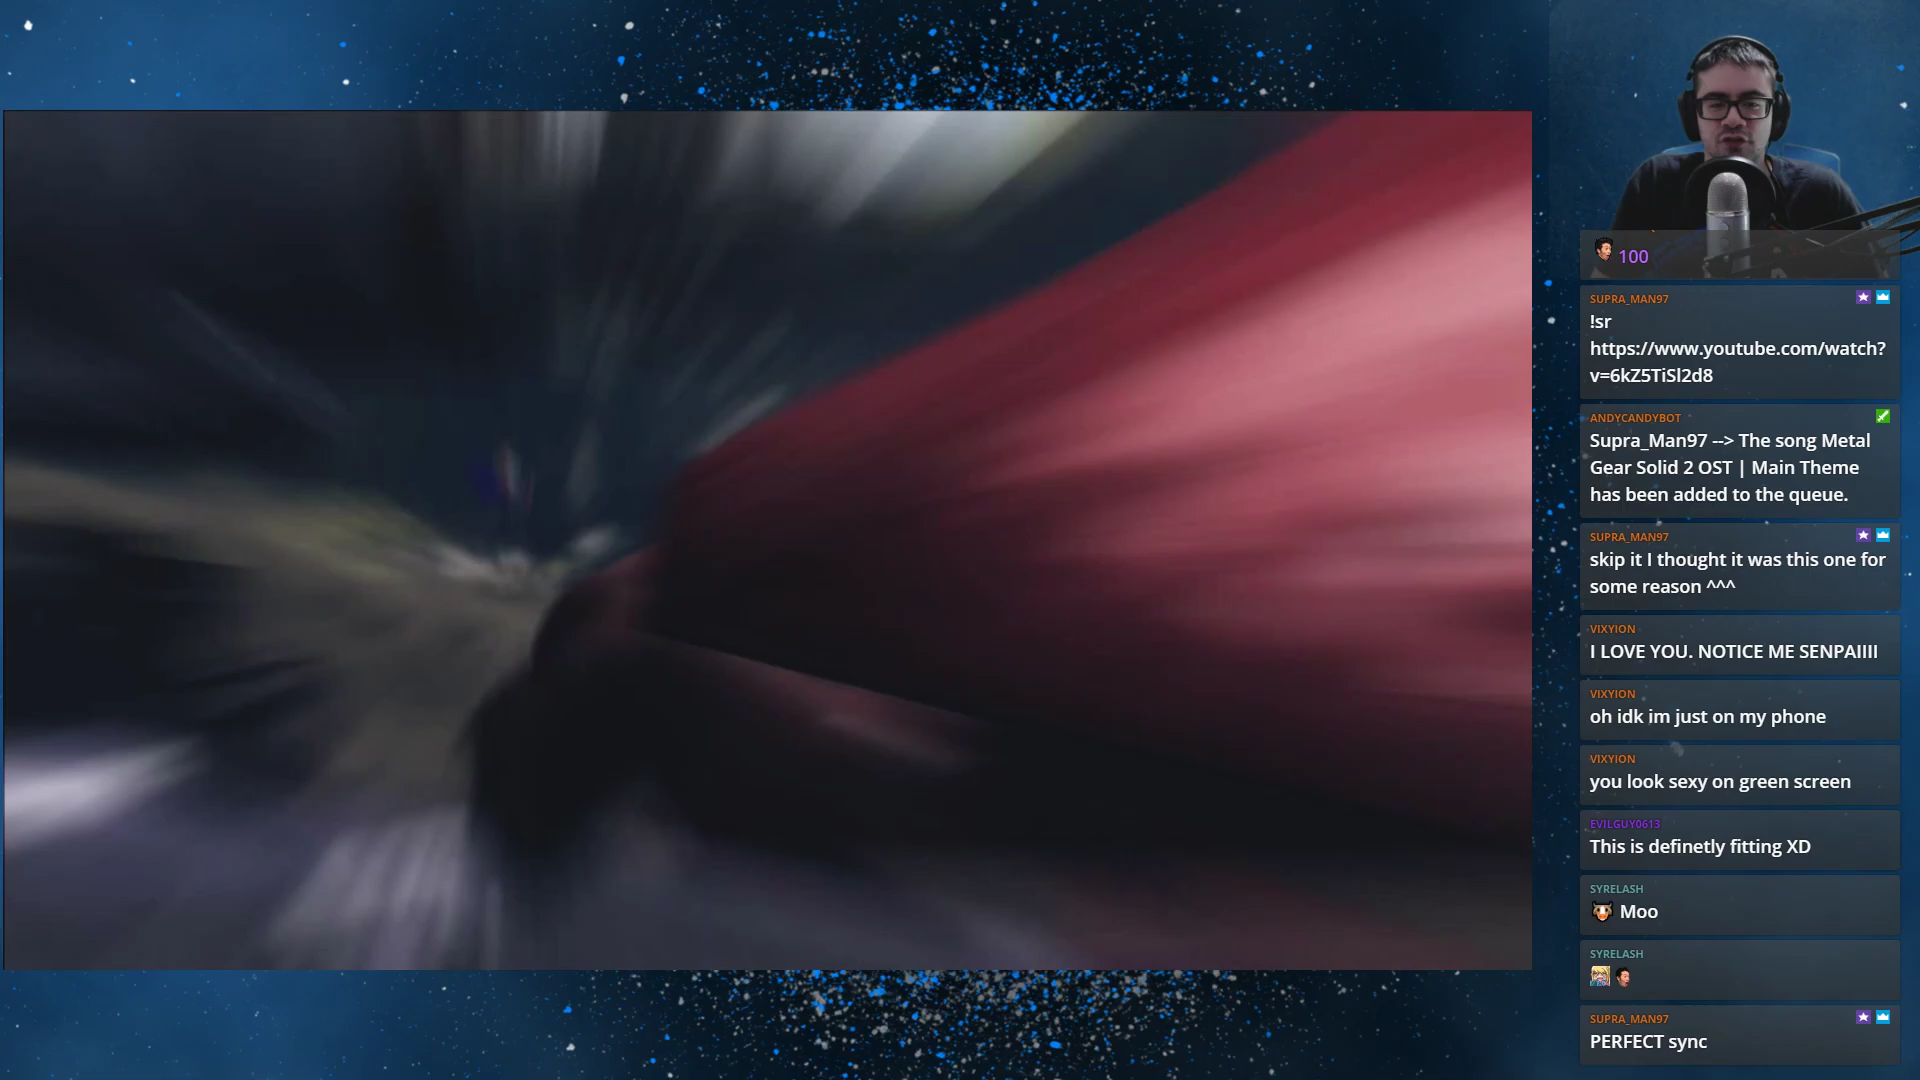 100
SUPRA_MAN97
!sr
https://www.youtube.com/watch?
v=6kZ5TiSl2d8
ANDYCANDYBOT
Supra_Man97 --> The song Metal
Gear Solid 2 OST | Main Theme
has been added to the queue.
SUPRA_MAN97
skip it I thought it was this one for
some reason ^^^
VIXYION
I LOVE YOU. NOTICE ME SENPAIIII
VIXYION
oh idk im just on my phone
VIXYION
you look sexy on green screen
EVILGUY0613
This is definetly fitting XD
SYRELASH
Moo
SYRELASH
SUPRA_MAN97
PERFECT sync